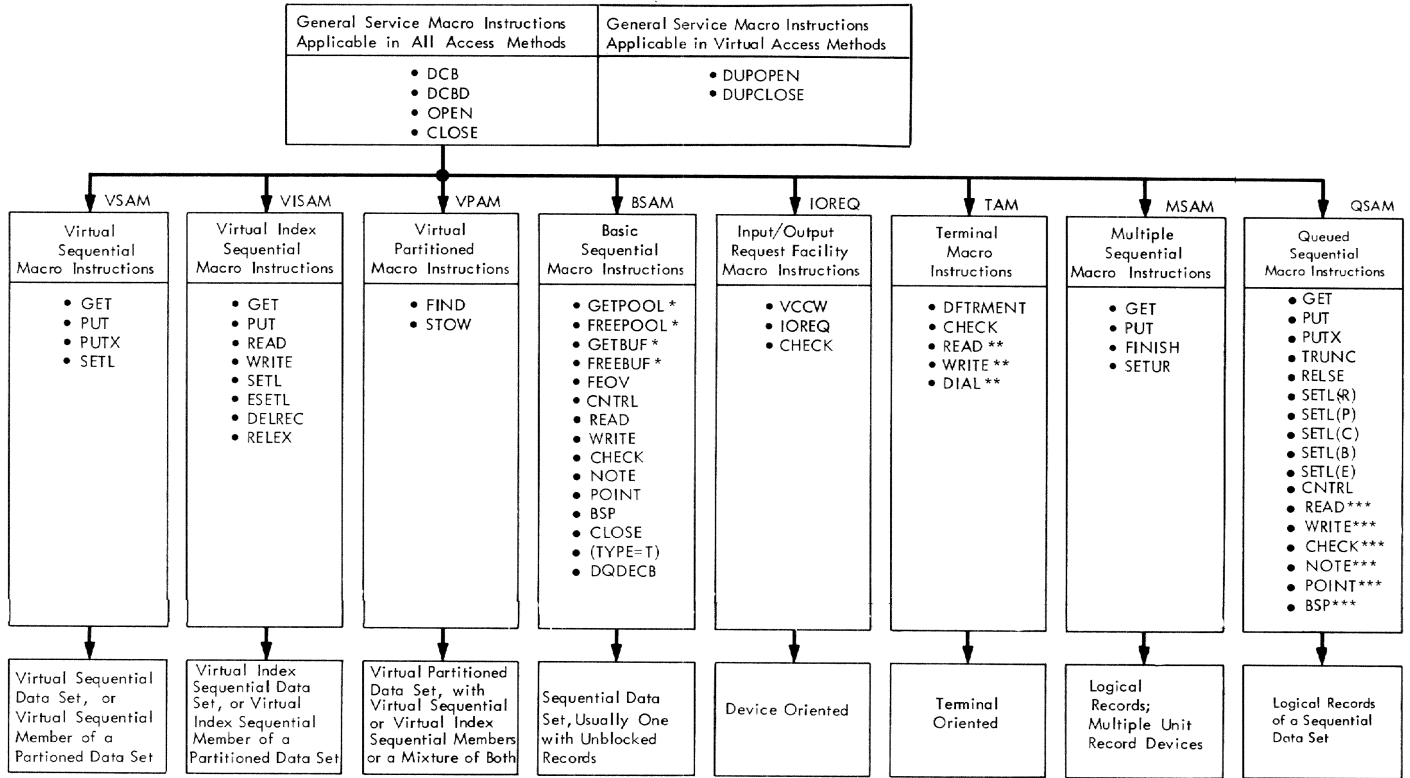 General Service Macro Instructions
Applicable in All Access Methods
• DCB
• DCBD
• OPEN
• CLOSE
General Service Macro Instructions
Applicable in Virtual Access Methods
• DUPOPEN
• DUPCLOSE
VSAM
Virtual
Sequential
Macro Instructions
• GET
• PUT
• PUTX
• SETL
Virtual Sequential
Data Set, or
Virtual Sequential
Member of a
Partioned Data Set
VISAM
Virtual Index
Sequential
Macro Instructions
• GET
• PUT
• READ
• WRITE
• SETL
• ESETL
• DELREC
• RELEX
Virtual Index
Sequential Data
Set, or Virtual
Index Sequential
Member of a
Partitioned Data Set
VPAM
Virtual
Partitioned
Macro Instructions
• FIND
• STOW
Virtual Partitioned
Data Set, with
Virtual Sequential
or Virtual Index
Sequential Members
or a Mixture of Both
BSAM
Basic
Sequential
Macro Instructions
• GETPOOL *
• FREEPOOL *
• GETBUF *
• FREEBUF *
• FEOV
• CNTRL
• READ
• WRITE
• CHECK
• NOTE
• POINT
• BSP
• CLOSE
• (TYPE=T)
• DQDECB
Sequential Data
Set, Usually One
with Unblocked
Records
IOREQ
Input/Output
Request Facility
Macro Instructions
• VCCW
• IOREQ
• CHECK
Device Oriented
TAM
Terminal
Macro
Instructions
• DFTRMENT
• CHECK
• READ **
• WRITE **
• DIAL **
Terminal
Oriented
MSAM
Multiple
Sequential
Macro Instructions
• GET
• PUT
• FINISH
• SETUR
Logical
Records;
Multiple Unit
Record Devices
QSAM
Queued
Sequential
Macro Instructions
• GET
• PUT
• PUTX
• TRUNC
• RELSE
• SETL(R)
• SETL(P)
• SETL(C)
• SETL(B)
• SETL(E)
• CNTRL
• READ***
• WRITE***
• CHECK***
• NOTE***
• POINT***
• BSP***
Logical Records
of a Sequential
Data Set